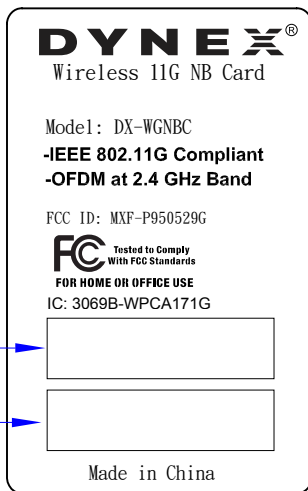 DYNEX®
Wireless 11G NB Card
Model: DX-WGNBC
-IEEE 802.11G Compliant
-OFDM at 2.4 GHz Band
FCC ID: MXF-P950529G
FC Tested to Comply
With FCC Standards
FOR HOME OR OFFICE USE
IC: 3069B-WPCA171G
Made in China